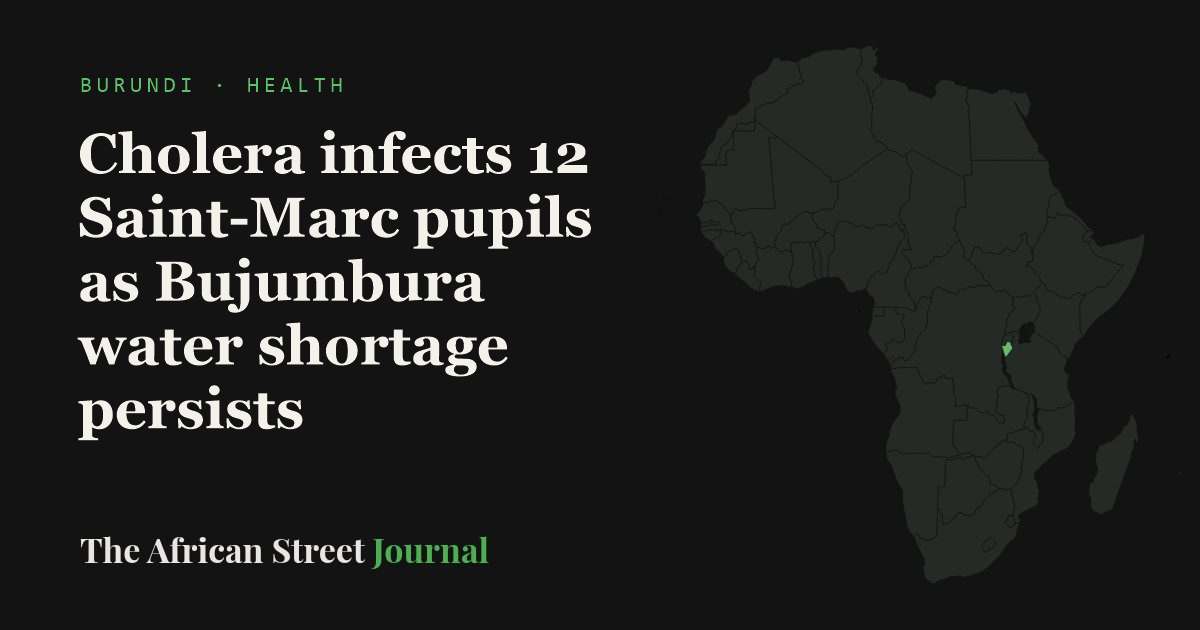 BURUNDI · HEALTH
Cholera infects 12
Saint-Marc pupils
as Bujumbura
water shortage
persists
The African Street Journal